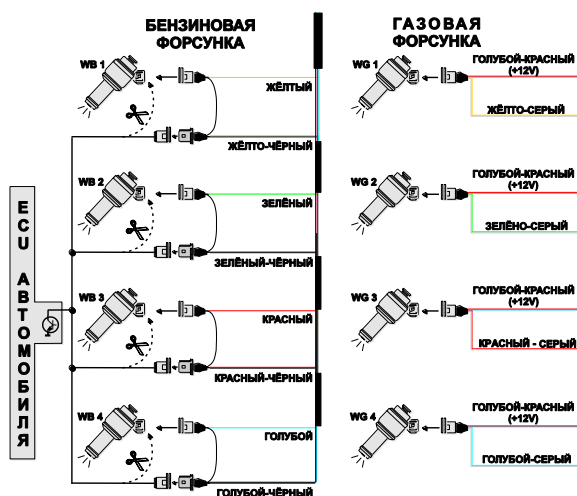 БЕНЗИНОВАЯ
ФОРСУНКА
ГАЗОВАЯ
ФОРСУНКА
WB 1
ЖЁЛТЫЙ
ЖЁЛТО-ЧЁРНЫЙ
WB 2
ЗЕЛЁНЫЙ
ЗЕЛЁНЫЙ-ЧЁРНЫЙ
WB 3
КРАСНЫЙ
КРАСНЫЙ-ЧЁРНЫЙ
WB 4
ГОЛУБОЙ
ГОЛУБОЙ-ЧЁРНЫЙ
WG 1
ГОЛУБОЙ-КРАСНЫЙ
(+12V)
ЖЁЛТО-СЕРЫЙ
WG 2
ГОЛУБОЙ-КРАСНЫЙ
(+12V)
ЗЕЛЁНО-СЕРЫЙ
WG 3
ГОЛУБОЙ-КРАСНЫЙ
(+12V)
КРАСНЫЙ - СЕРЫЙ
WG 4
ГОЛУБОЙ-КРАСНЫЙ
(+12V)
ГОЛУБОЙ-СЕРЫЙ
ECU АВТОМОБИЛЯ